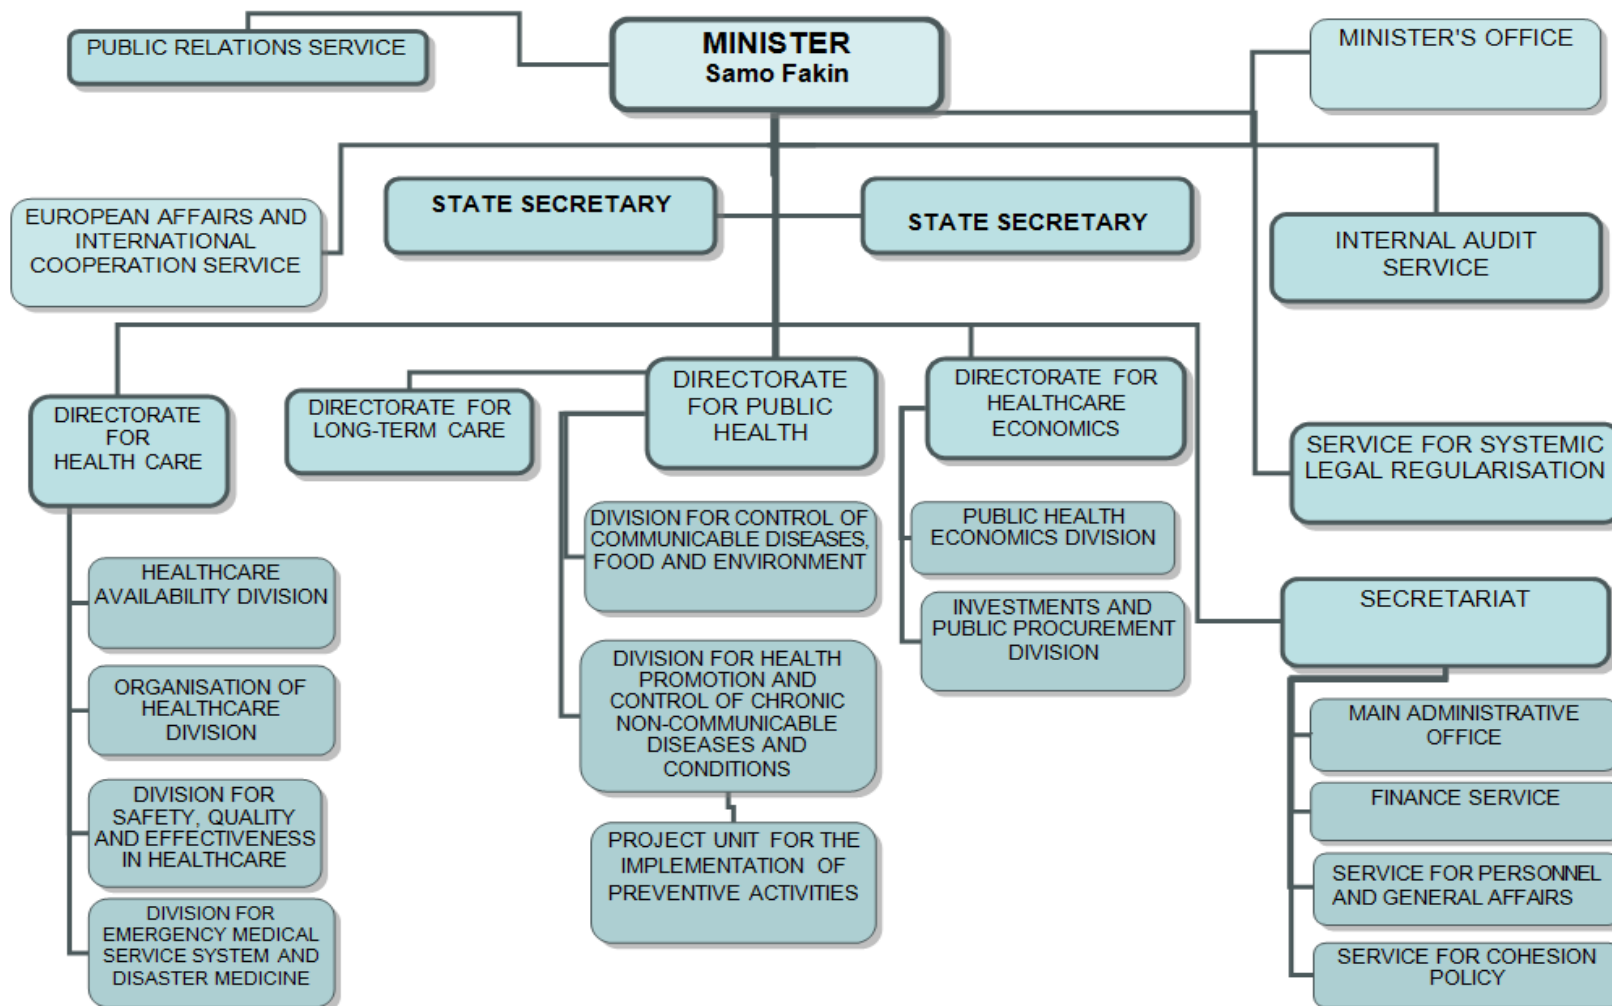 PUBLIC RELATIONS SERVICE
MINISTER
Samo Fakin
MINISTER'S OFFICE
EUROPEAN AFFAIRS AND
INTERNATIONAL
COOPERATION SERVICE
STATE SECRETARY
STATE SECRETARY
INTERNAL AUDIT
SERVICE
DIRECTORATE
FOR
HEALTH CARE
DIRECTORATE FOR
LONG-TERM CARE
DIRECTORATE
FOR PUBLIC
HEALTH
DIRECTORATE FOR
HEALTHCARE
ECONOMICS
SERVICE FOR SYSTEMIC
LEGAL REGULARISATION
HEALTHCARE
AVAILABILITY DIVISION
ORGANISATION OF
HEALTHCARE
DIVISION
DIVISION FOR
SAFETY, QUALITY
AND EFFECTIVENESS
IN HEALTHCARE
DIVISION FOR
EMERGENCY MEDICAL
SERVICE SYSTEM AND
DISASTER MEDICINE
DIVISION FOR CONTROL OF
COMMUNICABLE DISEASES,
FOOD AND ENVIRONMENT
DIVISION FOR HEALTH
PROMOTION AND
CONTROL OF CHRONIC
NON-COMMUNICABLE
DISEASES AND
CONDITIONS
PROJECT UNIT FOR THE
IMPLEMENTATION OF
PREVENTIVE ACTIVITIES
PUBLIC HEALTH
ECONOMICS DIVISION
INVESTMENTS AND
PUBLIC PROCUREMENT
DIVISION
SECRETARIAT
MAIN ADMINISTRATIVE
OFFICE
FINANCE SERVICE
SERVICE FOR PERSONNEL
AND GENERAL AFFAIRS
SERVICE FOR COHESION
POLICY